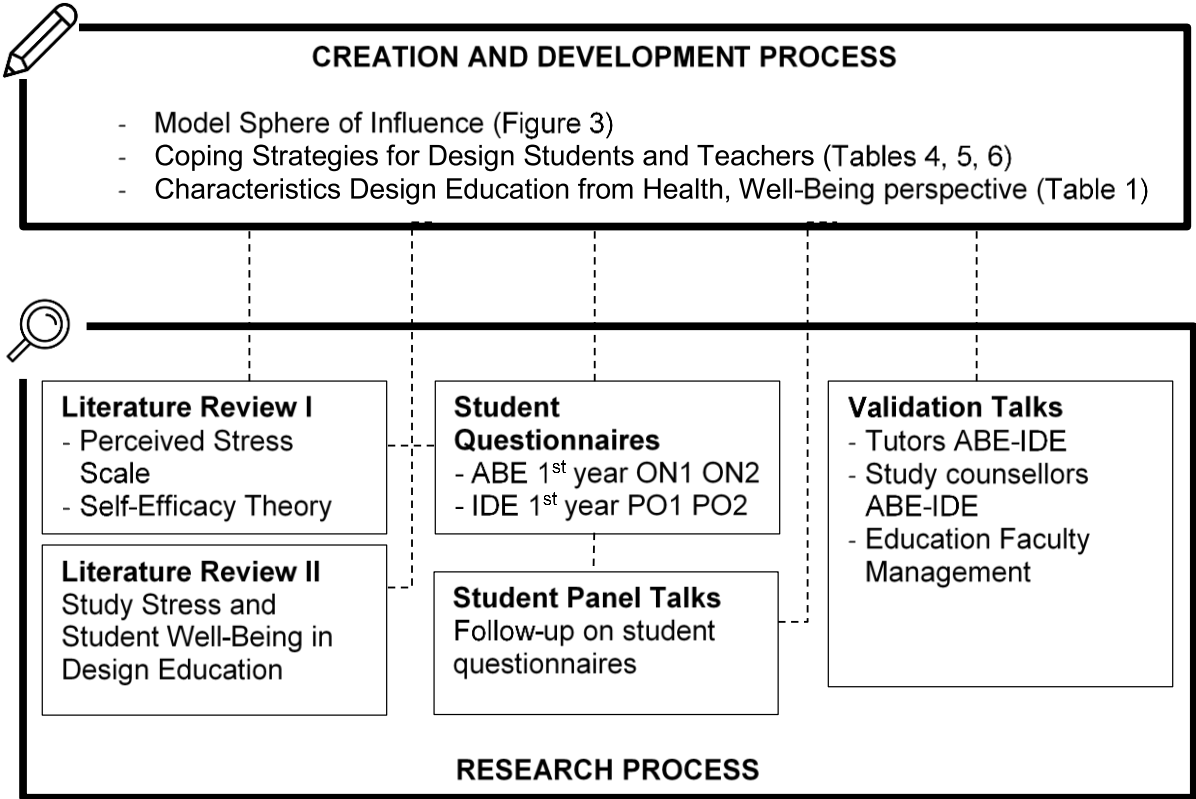 CREATION AND DEVELOPMENT PROCESS
- Model Sphere of Influence (Figure 3)
- Coping Strategies for Design Students and Teachers (Tables 4, 5, 6)
- Characteristics Design Education from Health, Well-Being perspective (Table 1)
Literature Review I
- Perceived Stress
Scale
- Self-Efficacy Theory
Literature Review II
Study Stress and
Student Well-Being in
Design Education
Student
Questionnaires
- ABE 1st year ON1 ON2
- IDE 1st year PO1 PO2
Student Panel Talks
Follow-up on student
questionnaires
Validation Talks
- Tutors ABE-IDE
- Study counsellors
ABE-IDE
- Education Faculty
Management
RESEARCH PROCESS